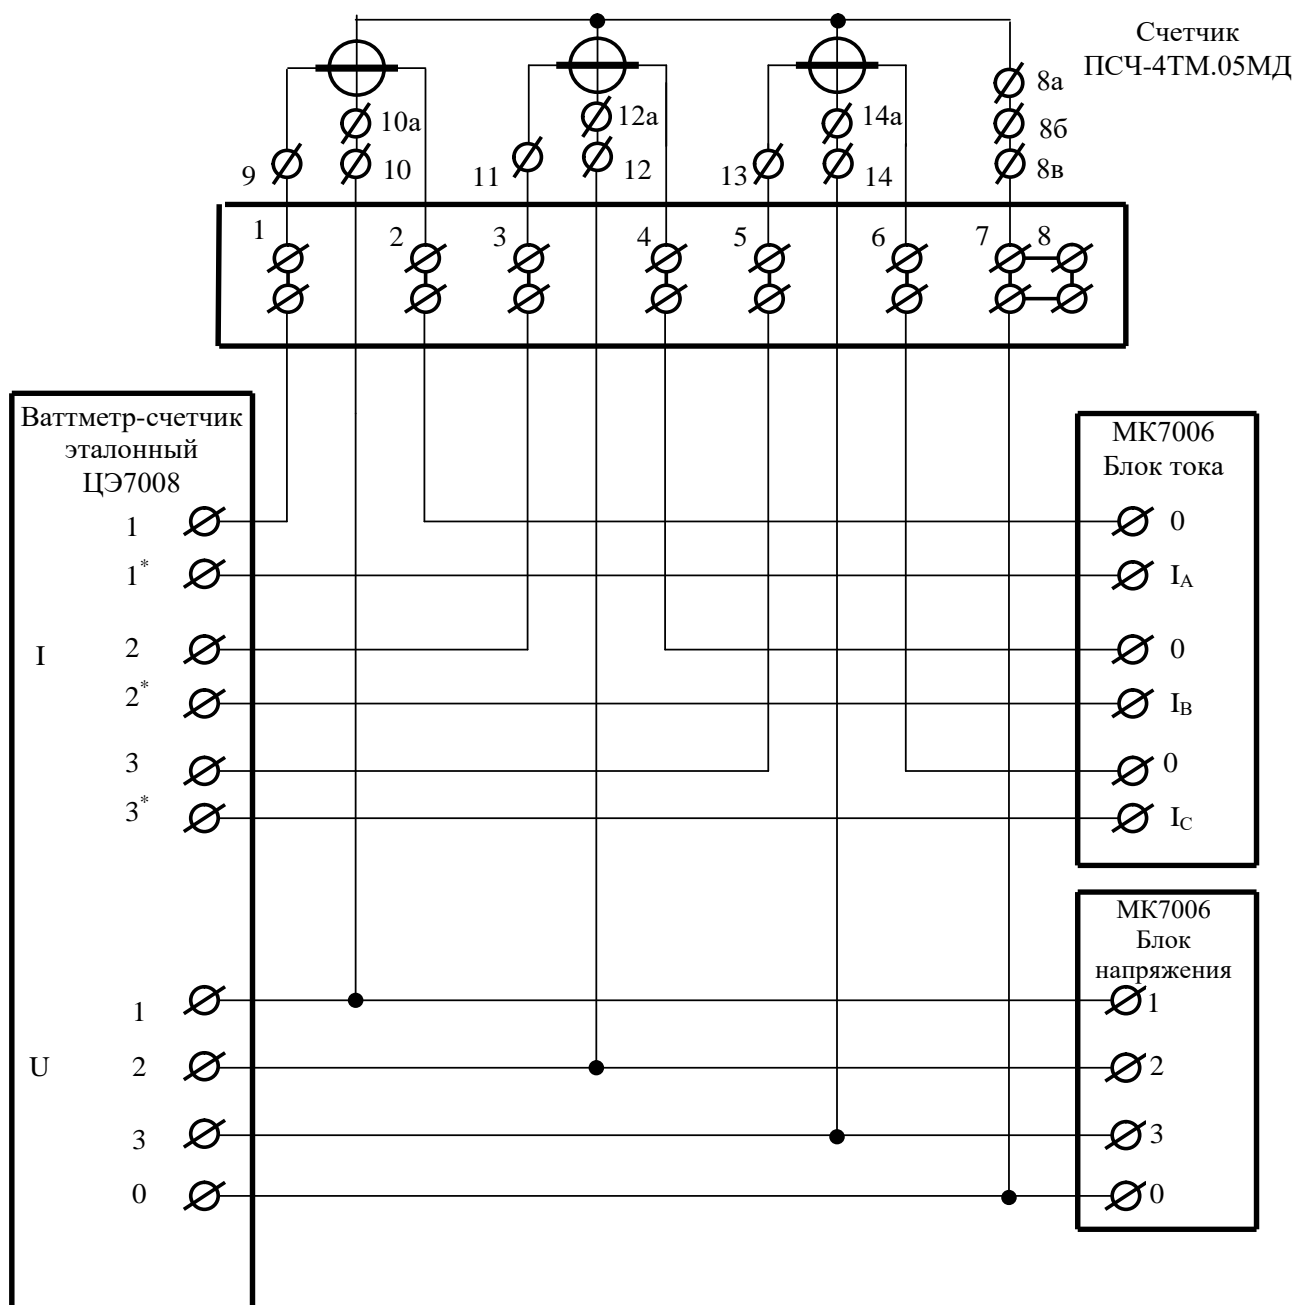 Счетчик
ПСЧ-4ТМ.05МД
8а
10а 12а 14а
8б
9 10 11 12 13 14 8в
1 2 3 4 5 6 7 8
Ваттметр-счетчик
эталонный
ЦЭ7008
МК7006
Блок тока
1 0
1* IA
I
2 0
2* IB
3 0
3* IC
МК7006
Блок
напряжения
1 1
U 2 2
3 3
0 0